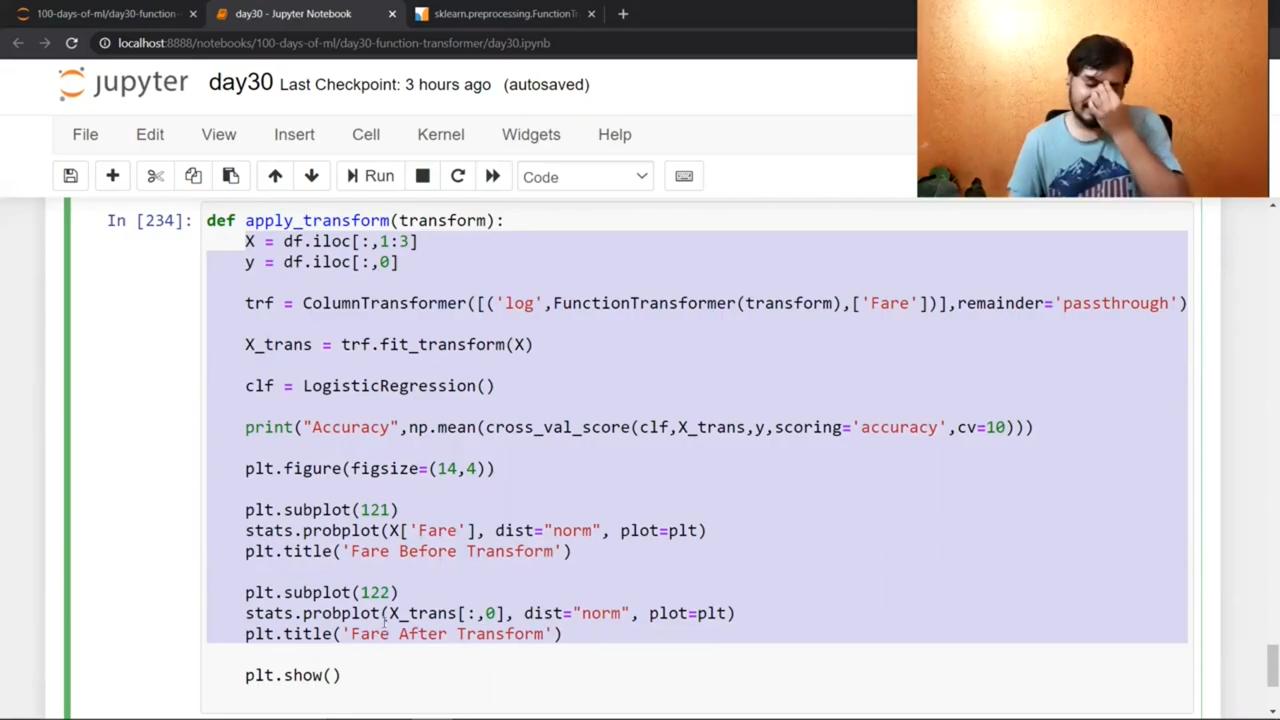 100-days-of-ml/day30-function-
day30 - Jupyter Notebook
sklearn.preprocessing.FunctionTr
localhost:8888/notebooks/100-days-of-ml/day30-function-transformer/day30.ipynb
jupyter day30 Last Checkpoint: 3 hours ago (autosaved)
File Edit View Insert Cell Kernel Widgets Help
Run Code
In [234]: def apply_transform(transform):
X = df.iloc[:,1:3]
y = df.iloc[:,0]
trf = ColumnTransformer([('log',FunctionTransformer(transform),['Fare'])],remainder='passthrough')
X_trans = trf.fit_transform(X)
clf = LogisticRegression()
print("Accuracy",np.mean(cross_val_score(clf,X_trans,y,scoring='accuracy',cv=10)))
plt.figure(figsize=(14,4))
plt.subplot(121)
stats.probplot(X['Fare'], dist="norm", plot=plt)
plt.title('Fare Before Transform')
plt.subplot(122)
stats.probplot(X_trans[:,0], dist="norm", plot=plt)
plt.title('Fare After Transform')
plt.show()